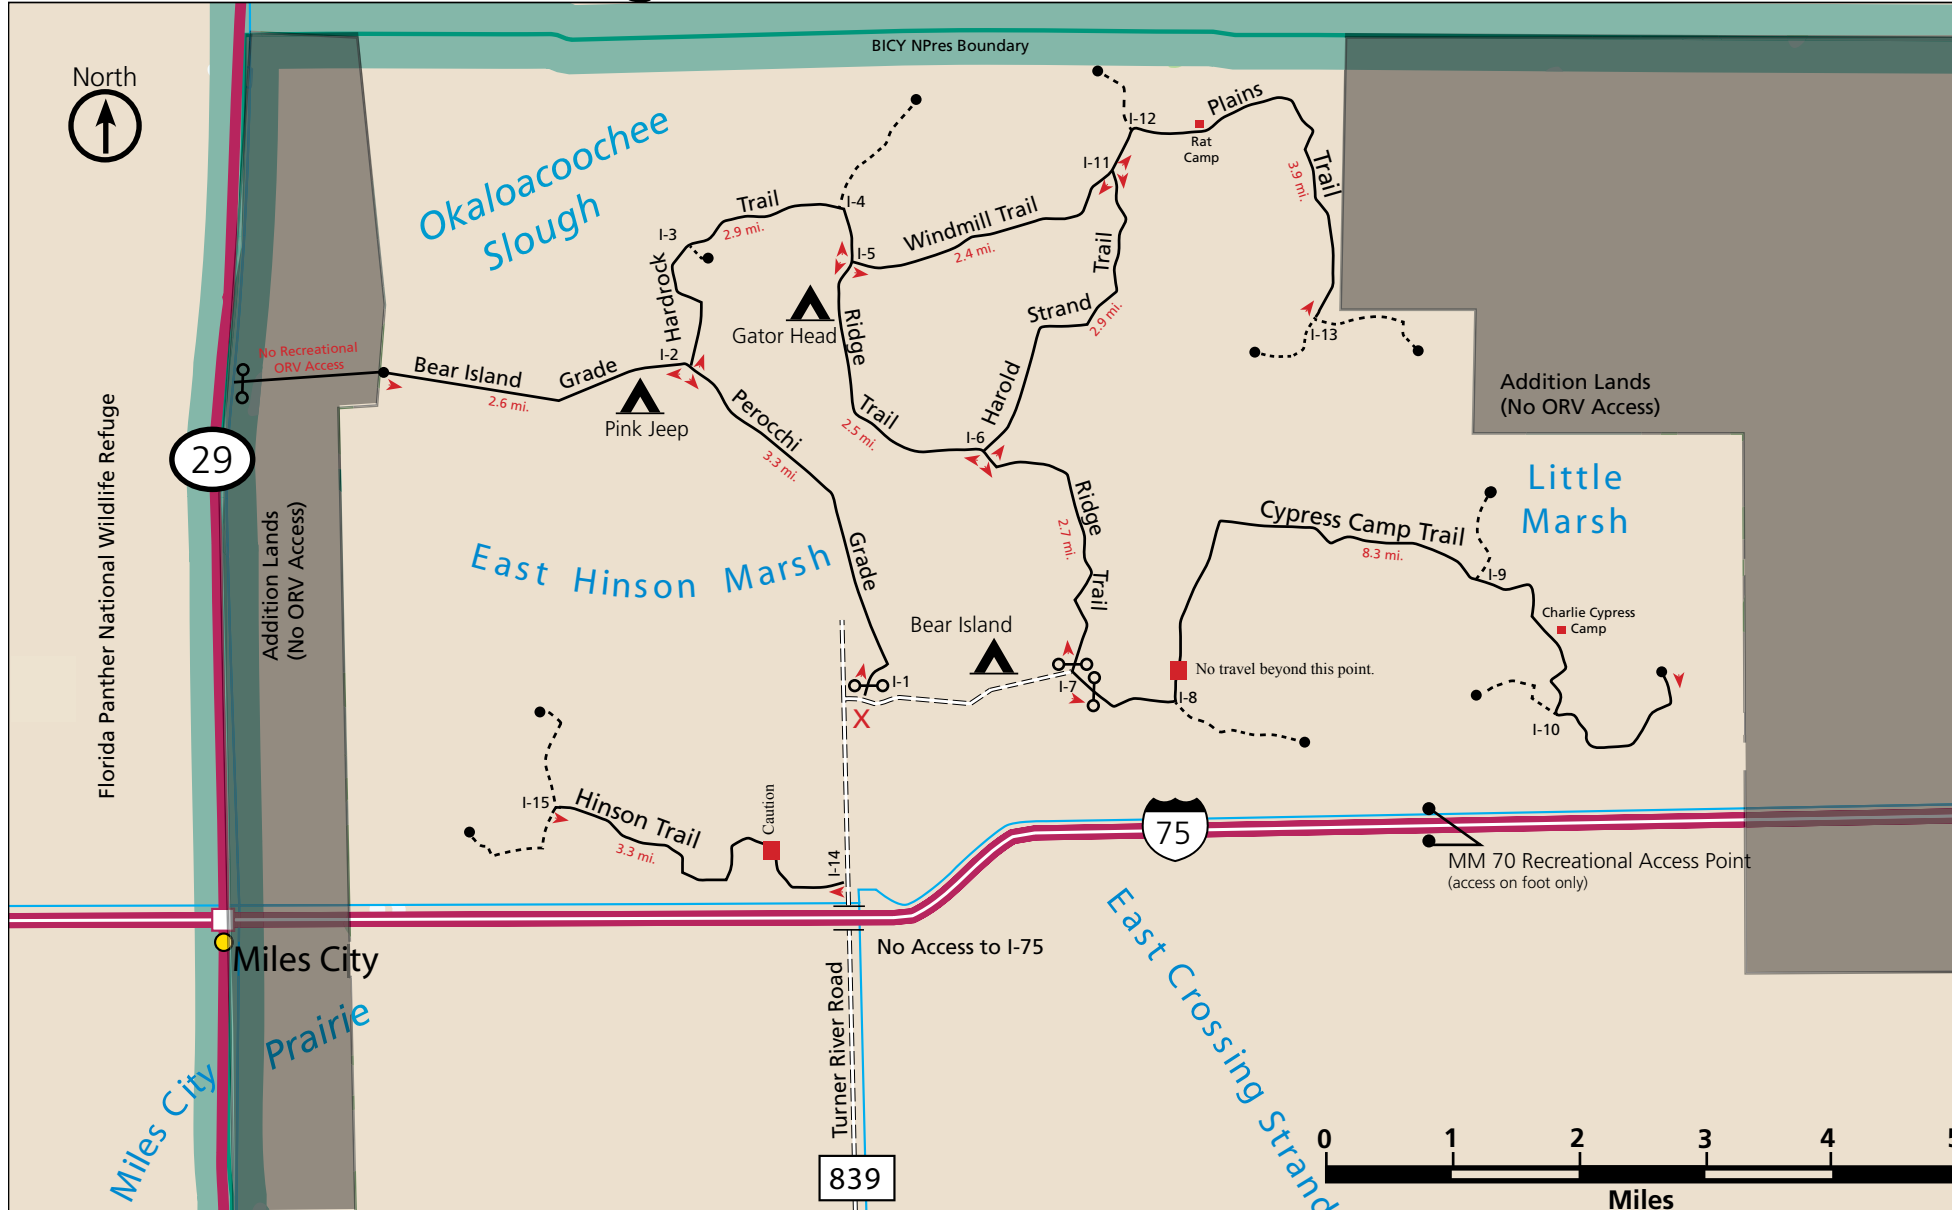 BICY NPres Boundary
North
Okaloacoochee
Slough
Plains
I-12
Rat
Camp
I-11
Trail
3.9 mi.
Trail
2.9 mi.
I-4
I-3
Windmill Trail
2.4 mi.
I-5
Hardrock
Trail
Strand
2.9 mi.
Gator Head
Ridge
I-13
No Recreational
ORV Access
Bear Island
2.6 mi.
Grade
I-2
Pink Jeep
Perocchi
3.3 mi.
Harold
Trail
2.5 mi.
I-6
Addition Lands
(No ORV Access)
Florida Panther National Wildlife Refuge
29
Little
Marsh
Addition Lands
(No ORV Access)
Ridge
2.7 mi.
Trail
Cypress Camp Trail
8.3 mi.
East Hinson Marsh
Grade
I-9
Charlie Cypress
Camp
Bear Island
No travel beyond this point.
I-1
X
I-7
I-8
I-10
I-15
Hinson Trail
3.3 mi.
Caution
I-14
75
MM 70 Recreational Access Point
(access on foot only)
No Access to I-75
Miles City
East Crossing Strand
Miles City
Prairie
Turner River Road
839
0 1 2 3 4 5
Miles